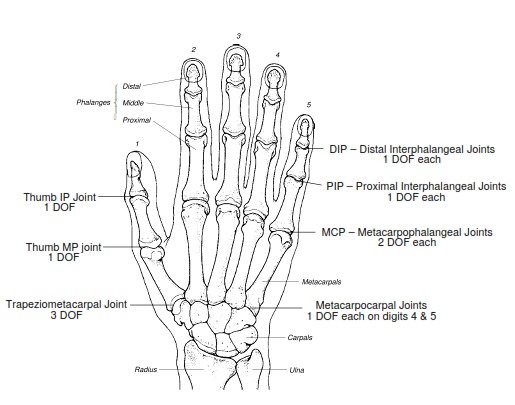 3
2
4
Distal
Phalanges
Middle
Proximal
5
1
DIP – Distal Interphalangeal Joints
1 DOF each
PIP – Proximal Interphalangeal Joints
1 DOF each
Thumb IP Joint
1 DOF
MCP – Metacarpophalangeal Joints
2 DOF each
Thumb MP joint
1 DOF
Metacarpals
Trapeziometacarpal Joint
3 DOF
Metacarpocarpal Joints
1 DOF each on digits 4 & 5
Carpals
Radius
Ulna